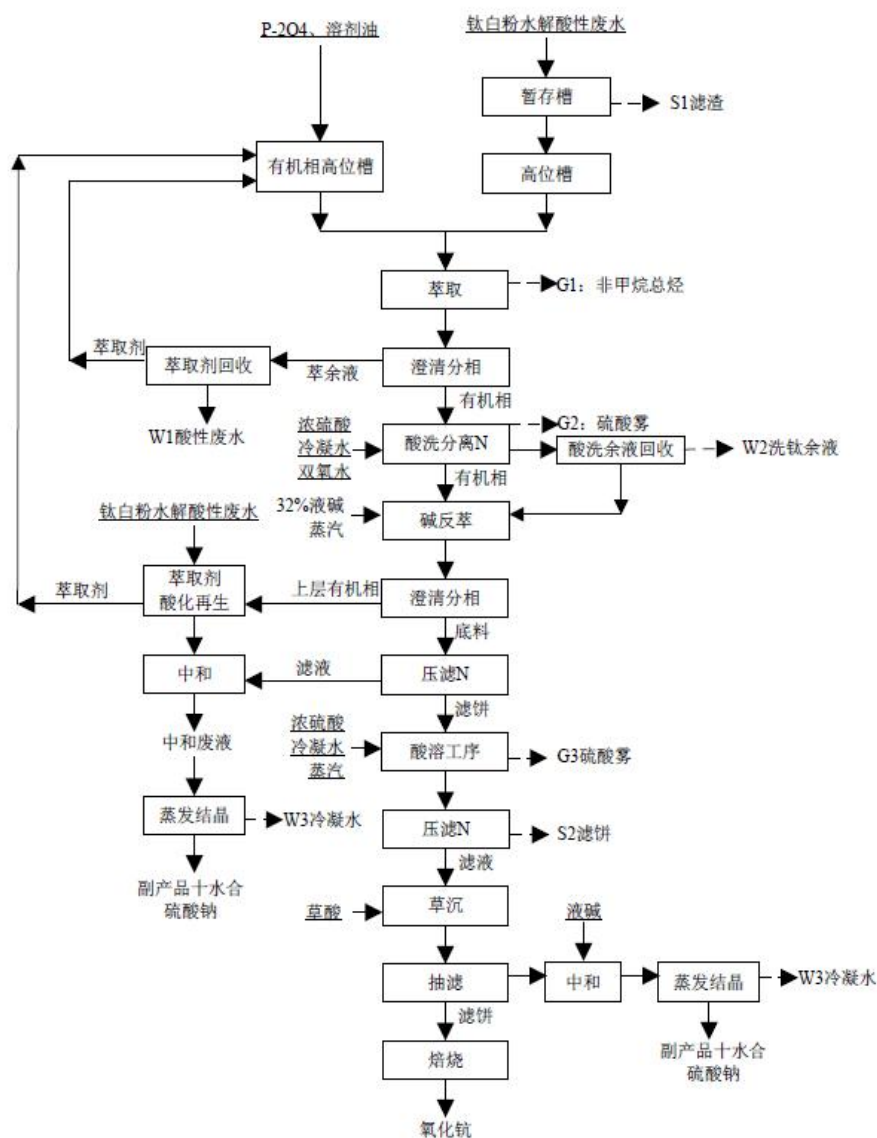 P-2O4、溶剂油
钛白粉水解酸性废水
暂存槽
S1滤渣
有机相高位槽
高位槽
萃取
G1：非甲烷总烃
萃取剂
萃取剂回收
萃余液
澄清分相
W1酸性废水
有机相
浓硫酸
冷凝水
双氧水
酸洗分离N
G2：硫酸雾
酸洗余液回收
W2洗钛余液
有机相
32%液碱
蒸汽
碱反萃
钛白粉水解酸性废水
萃取剂
萃取剂
酸化再生
上层有机相
澄清分相
底料
中和
滤液
压滤N
滤饼
中和废液
浓硫酸
冷凝水
蒸汽
酸溶工序
G3硫酸雾
蒸发结晶
W3冷凝水
压滤N
S2滤饼
滤液
副产品十水合
硫酸钠
草酸
草沉
液碱
抽滤
中和
蒸发结晶
W3冷凝水
滤饼
焙烧
副产品十水合
硫酸钠
氧化钪